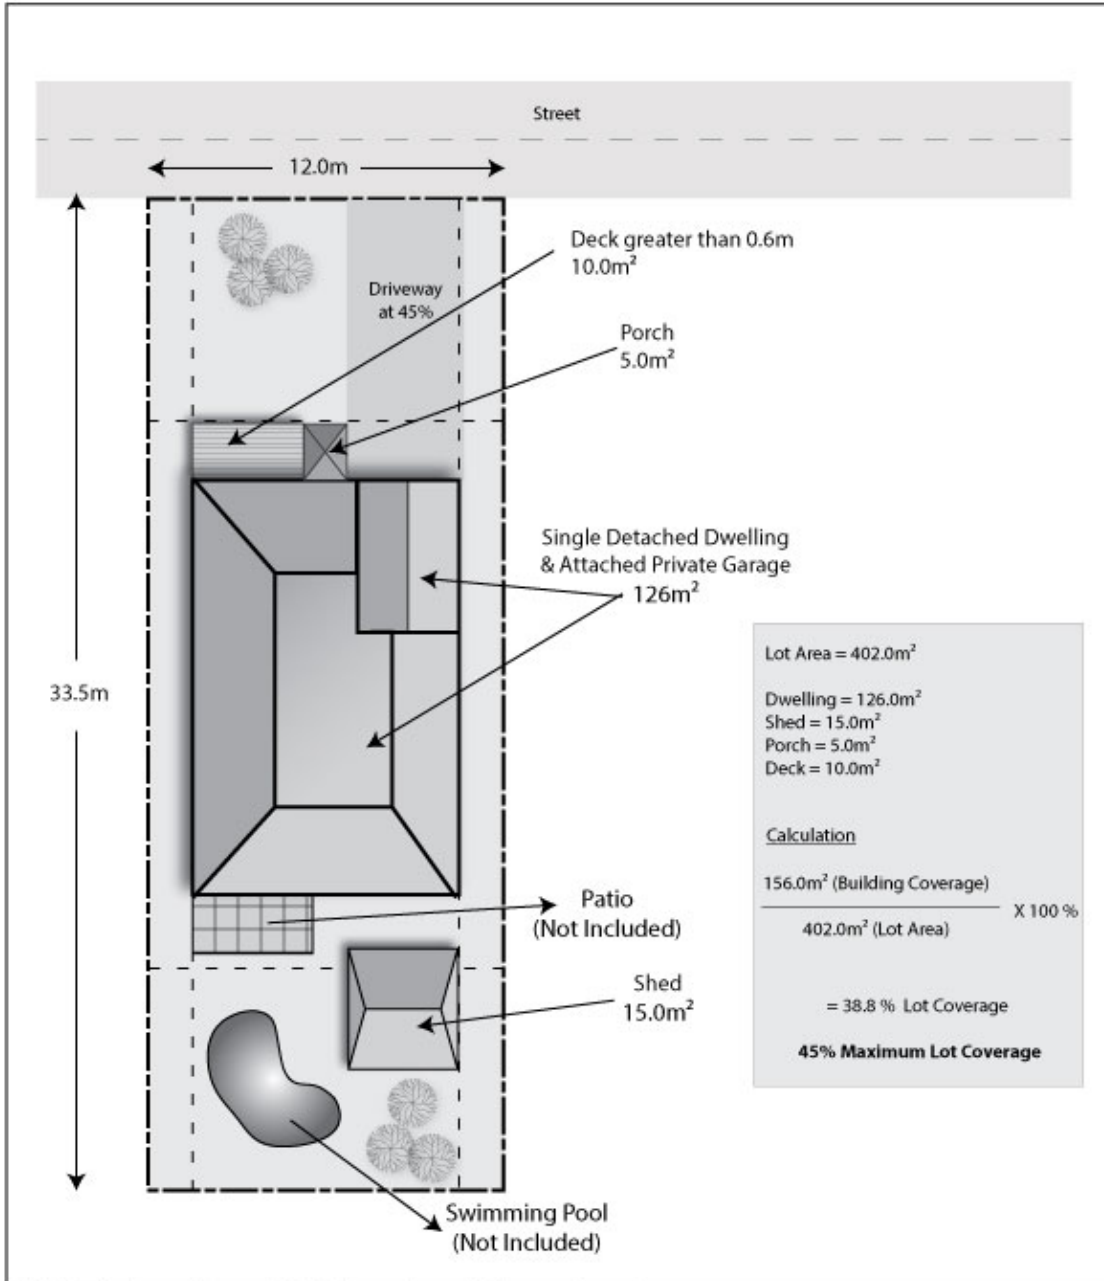 Street
12.0m
Deck greater than 0.6m
10.0m²
Driveway
at 45%
Porch
5.0m²
Single Detached Dwelling
& Attached Private Garage
126m²
33.5m
Lot Area = 402.0m²
Dwelling = 126.0m²
Shed = 15.0m²
Porch = 5.0m²
Deck = 10.0m²
Calculation
156.0m² (Building Coverage)
X 100 %
402.0m² (Lot Area)
= 38.8 % Lot Coverage
45% Maximum Lot Coverage
Patio
(Not Included)
Shed
15.0m²
Swimming Pool
(Not Included)